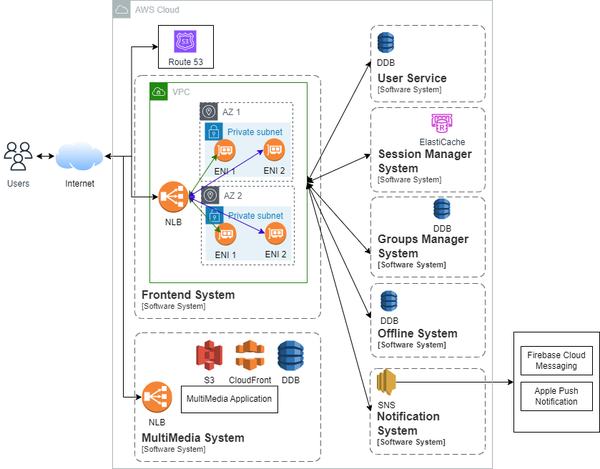 AWS Cloud
53
Route 53
Users
Internet
VPC
AZ 1
Private subnet
ENI 1
ENI 2
NLB
AZ 2
Private subnet
ENI 1
ENI 2
Frontend System
[Software System]
S3
CloudFront
DDB
MultiMedia Application
NLB
MultiMedia System
[Software System]
DDB
User Service
[Software System]
R
ElastiCache
Session Manager
System
[Software System]
DDB
Groups Manager
System
[Software System]
DDB
Offline System
[Software System]
SNS
Notification
System
[Software System]
Firebase Cloud
Messaging
Apple Push
Notification